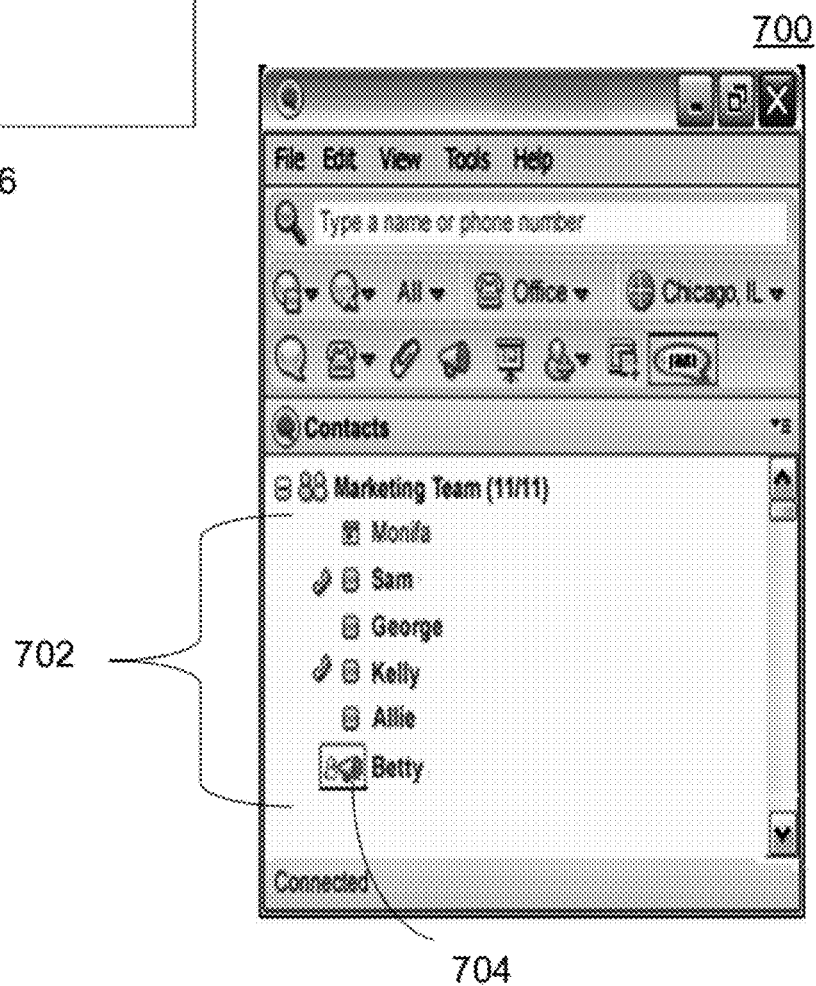 700
6
File Edit View Tools Help
Type a name or phone number
All Office Chicago, IL
Contacts
Marketing Team (11/11)
Monifa
Sam
George
Kelly
Allie
Betty
Connected
702
704